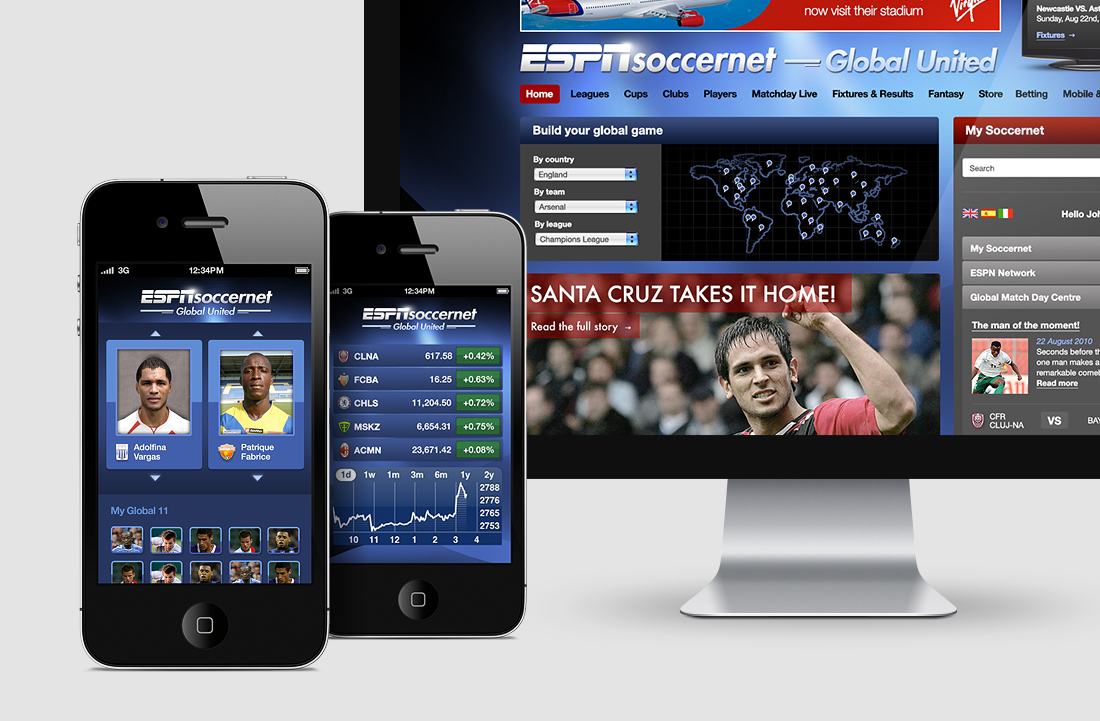 3G 12:34PM
ESPNsoccernet
Global United
Adolfina
Vargas
Patrique
Fabrice
My Global 11
3G 12:34PM
ESPNsoccernet
Global United
CLNA 617.58 +0.42%
FCBA 16.25 +0.63%
CHLS 11,204.50 +0.72%
MSKZ 6,654.31 +0.75%
ACMN 23,671.42 +0.08%
1d 1w 1m 3m 6m 1y 2y
2788
2776
2765
2753
10 11 12 1 2 3 4
now visit their stadium
Virgin
Newcastle VS. Ast
Sunday, Aug 22nd,
Fixtures →
ESPNsoccernet — Global United
Home Leagues Cups Clubs Players Matchday Live Fixtures & Results Fantasy Store Betting Mobile &
Build your global game
By country
England
By team
Arsenal
By league
Champions League
SANTA CRUZ TAKES IT HOME!
Read the full story →
My Soccernet
Search
Hello Joh
My Soccernet
ESPN Network
Global Match Day Centre
The man of the moment!
22 August 2010
Seconds before th
one man makes a
remarkable comeb
Read more
CFR
CLUJ-NA
VS
BAY